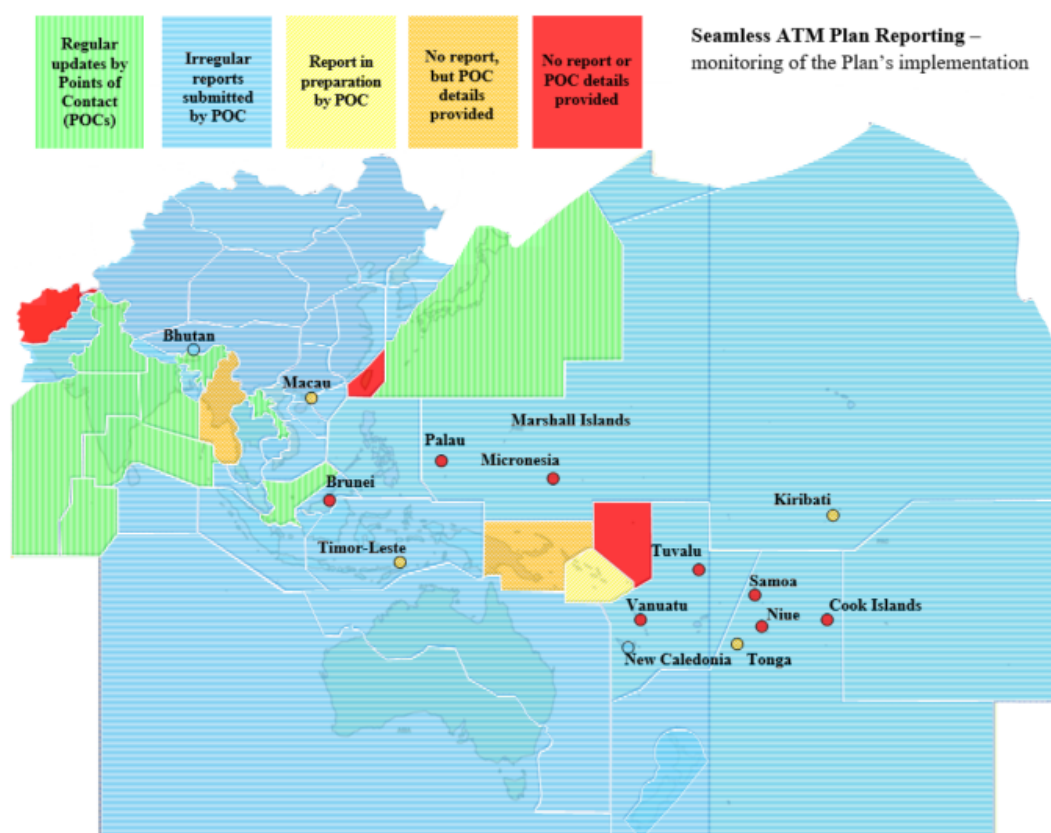 Regular
updates by
Points of
Contact
(POCs)
Irregular
reports
submitted
by POC
Report in
preparation
by POC
No report,
but POC
details
provided
No report or
POC details
provided
Seamless ATM Plan Reporting –
monitoring of the Plan's implementation
Bhutan
Macau
Marshall Islands
Palau
Micronesia
Brunei
Kiribati
Timor-Leste
Tuvalu
Samoa
Vanuatu
Niue
Cook Islands
New Caledonia
Tonga